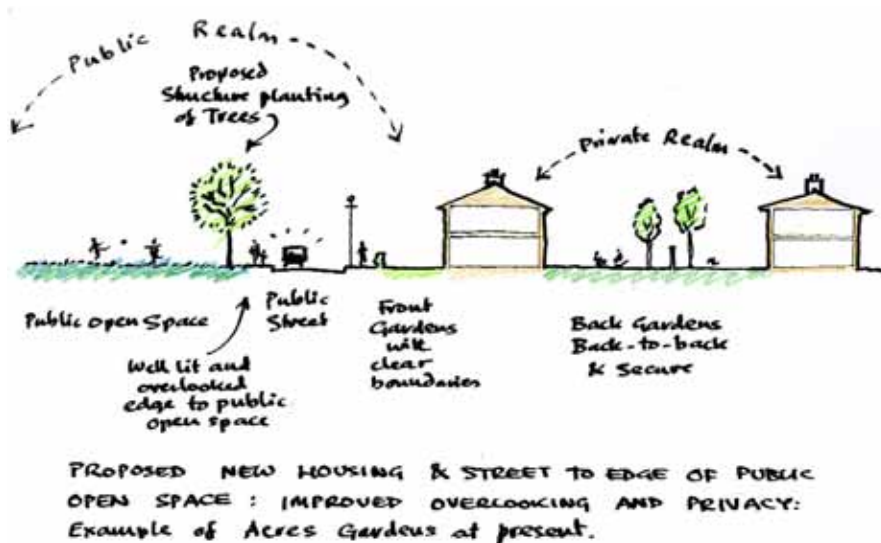 Public Realm
Proposed
Structure planting
of Trees
Private Realm
Public Open Space
Public
Street
Front
Gardens
with
clear
boundaries
Back Gardens
Back-to-back
& Secure
Well lit and
overlooked
edge to public
open space
PROPOSED NEW HOUSING & STREET TO EDGE OF PUBLIC
OPEN SPACE : IMPROVED OVERLOOKING AND PRIVACY:
Example of Acres Gardens at present.